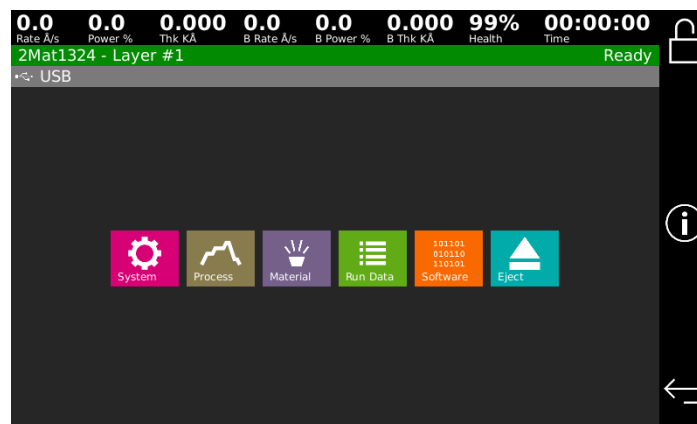 0.0 0.0 0.000 0.0 0.0 0.000 99% 00:00:00
Rate Å/s Power % Thk KÅ B Rate Å/s B Power % B Thk KÅ Health Time
2Mat1324 - Layer #1 Ready
USB
101101
010110
110101
System Process Material Run Data Software Eject